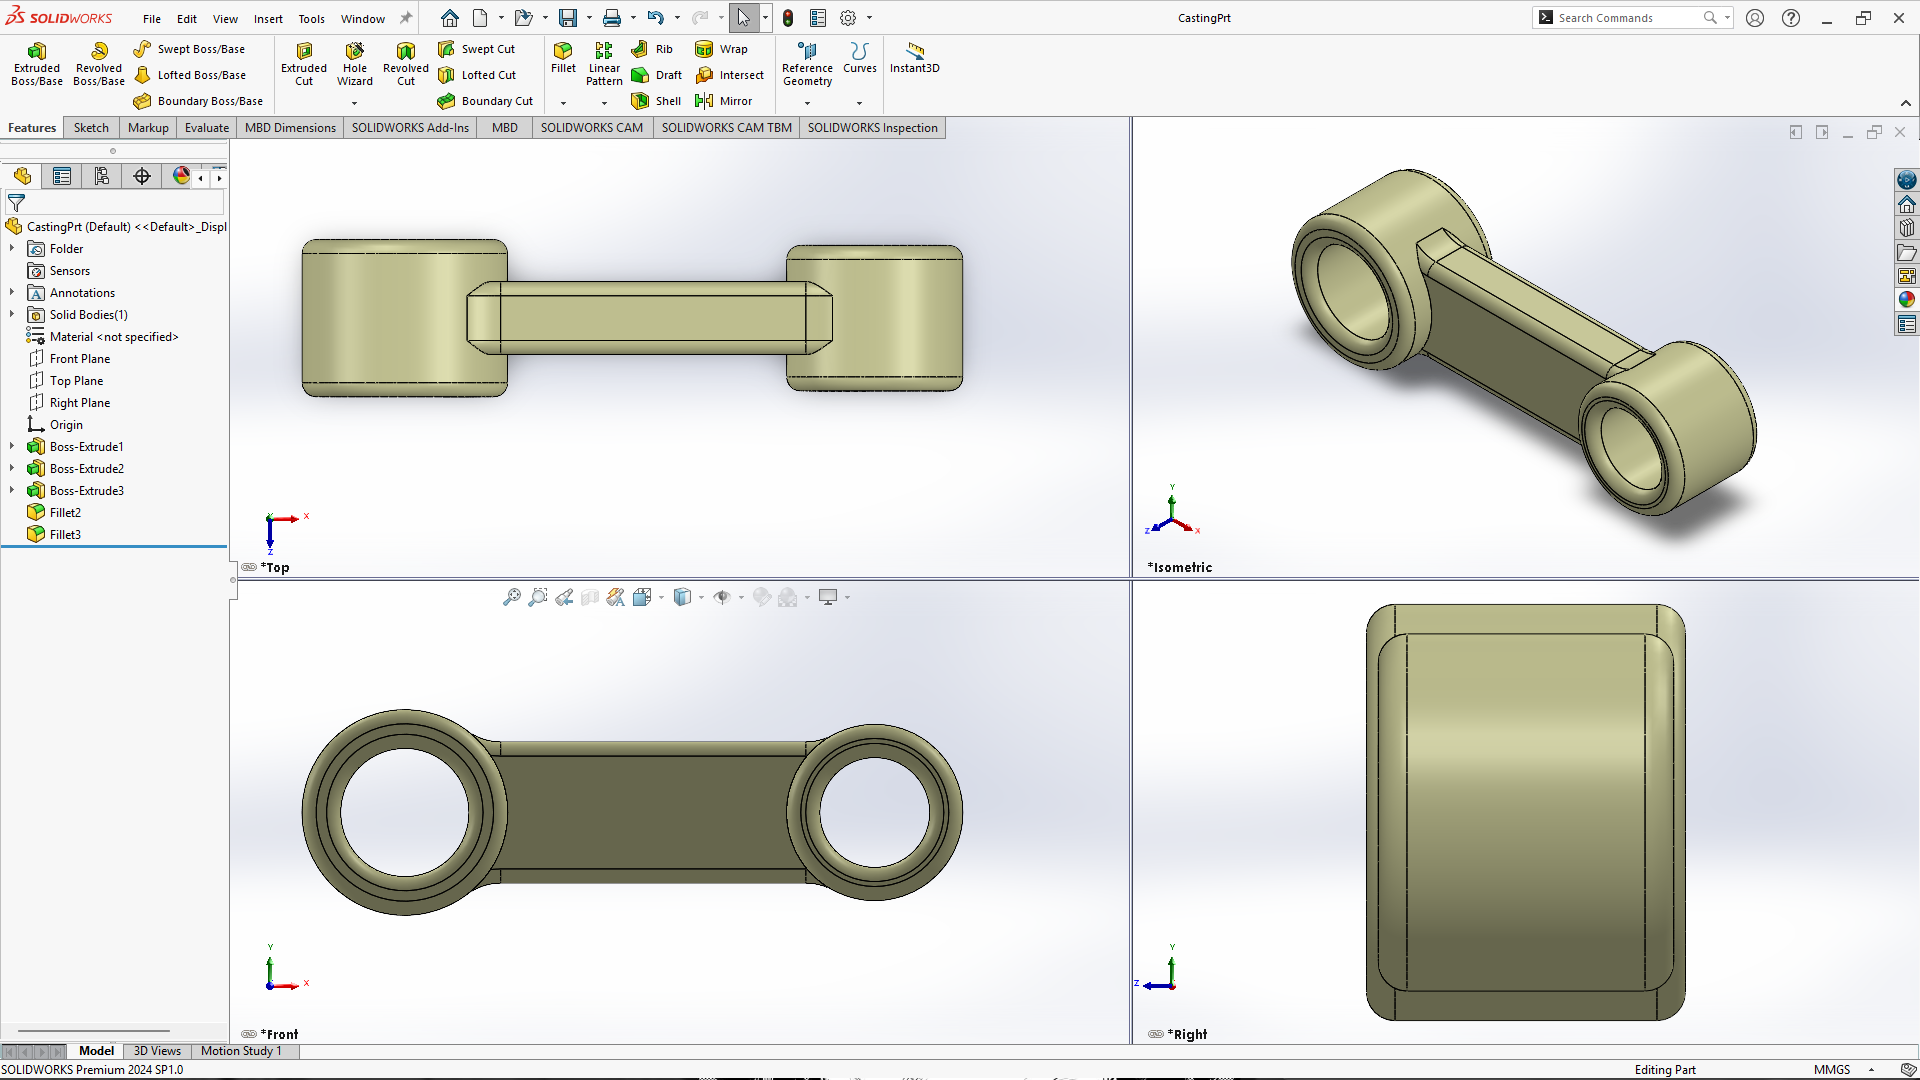 SOLIDWORKS File Edit View Insert Tools Window CastingPrt Search Commands
Extruded Boss/Base
Revolved Boss/Base
Swept Boss/Base
Lofted Boss/Base
Boundary Boss/Base
Extruded Cut
Hole Wizard
Revolved Cut
Swept Cut
Lofted Cut
Boundary Cut
Fillet
Linear Pattern
Rib
Draft
Shell
Wrap
Intersect
Mirror
Reference Geometry
Curves
Instant3D
Features Sketch Markup Evaluate MBD Dimensions SOLIDWORKS Add-Ins MBD SOLIDWORKS CAM SOLIDWORKS CAM TBM SOLIDWORKS Inspection
CastingPrt (Default) <<Default>_Displ
Folder
Sensors
Annotations
Solid Bodies(1)
Material <not specified>
Front Plane
Top Plane
Right Plane
Origin
Boss-Extrude1
Boss-Extrude2
Boss-Extrude3
Fillet2
Fillet3
Y X Z
*Top
Y Z X
*Isometric
Y X
*Front
Y Z
*Right
Model 3D Views Motion Study 1
SOLIDWORKS Premium 2024 SP1.0 Editing Part MMGS